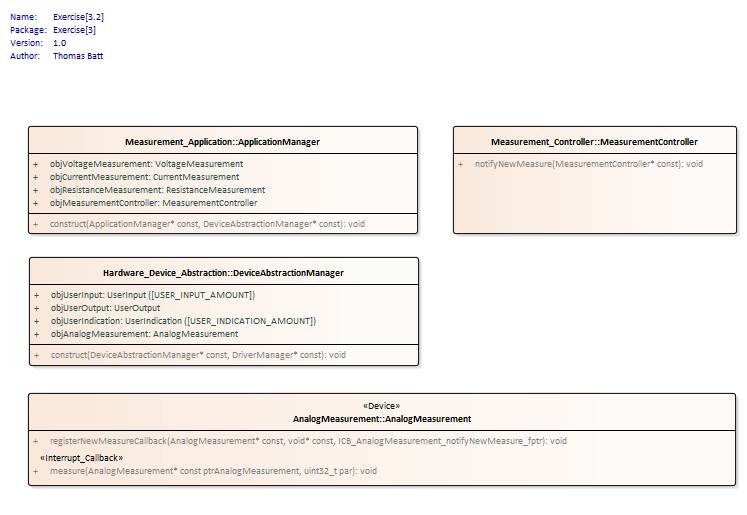 Name: Exercise[3.2]
Package: Exercise[3]
Version: 1.0
Author: Thomas Batt
Measurement_Application::ApplicationManager
+ objVoltageMeasurement: VoltageMeasurement
+ objCurrentMeasurement: CurrentMeasurement
+ objResistanceMeasurement: ResistanceMeasurement
+ objMeasurementController: MeasurementController
+ construct(ApplicationManager* const, DeviceAbstractionManager* const): void
Measurement_Controller::MeasurementController
+ notifyNewMeasure(MeasurementController* const): void
Hardware_Device_Abstraction::DeviceAbstractionManager
+ objUserInput: UserInput ([USER_INPUT_AMOUNT])
+ objUserOutput: UserOutput
+ objUserIndication: UserIndication ([USER_INDICATION_AMOUNT])
+ objAnalogMeasurement: AnalogMeasurement
+ construct(DeviceAbstractionManager* const, DriverManager* const): void
«Device»
AnalogMeasurement::AnalogMeasurement
+ registerNewMeasureCallback(AnalogMeasurement* const, void* const, ICB_AnalogMeasurement_notifyNewMeasure_fptr): void
«Interrupt_Callback»
+ measure(AnalogMeasurement* const ptrAnalogMeasurement, uint32_t par): void